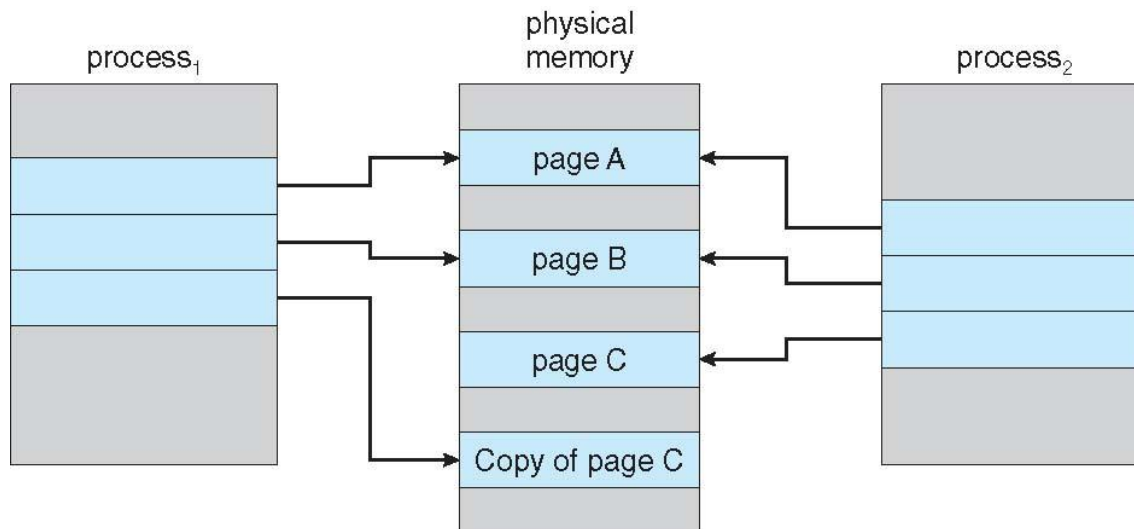 process₁
physical
memory
process₂
page A
page B
page C
Copy of page C